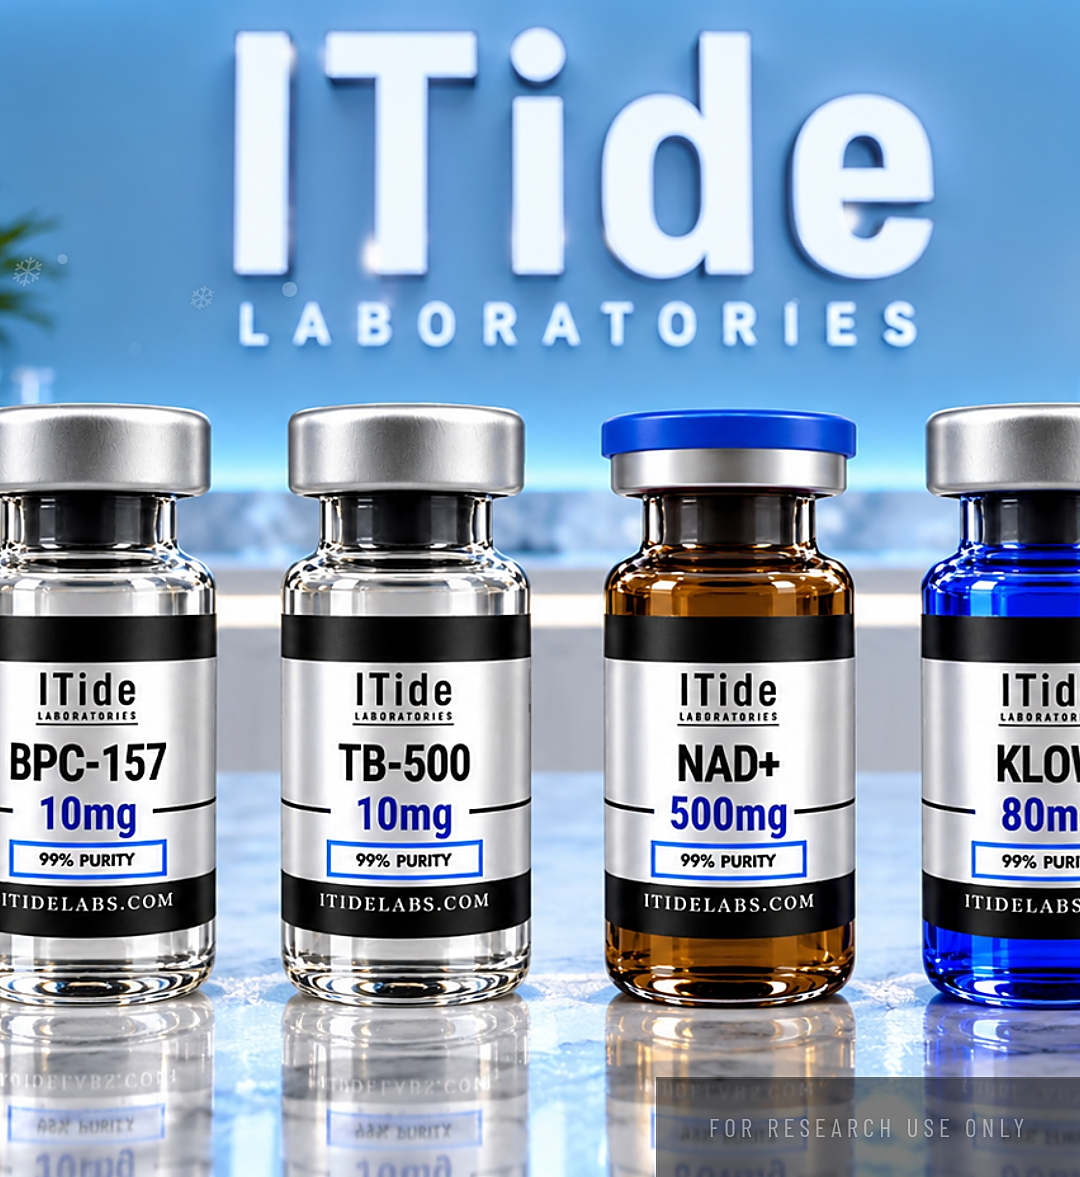 ITide
LABORATORIES
ITide
LABORATORIES
BPC-157
10mg
99% PURITY
ITIDELABS.COM
ITide
LABORATORIES
TB-500
10mg
99% PURITY
ITIDELABS.COM
ITide
LABORATORIES
NAD+
500mg
99% PURITY
ITIDELABS.COM
99%
FOR RESEARCH USE ONLY